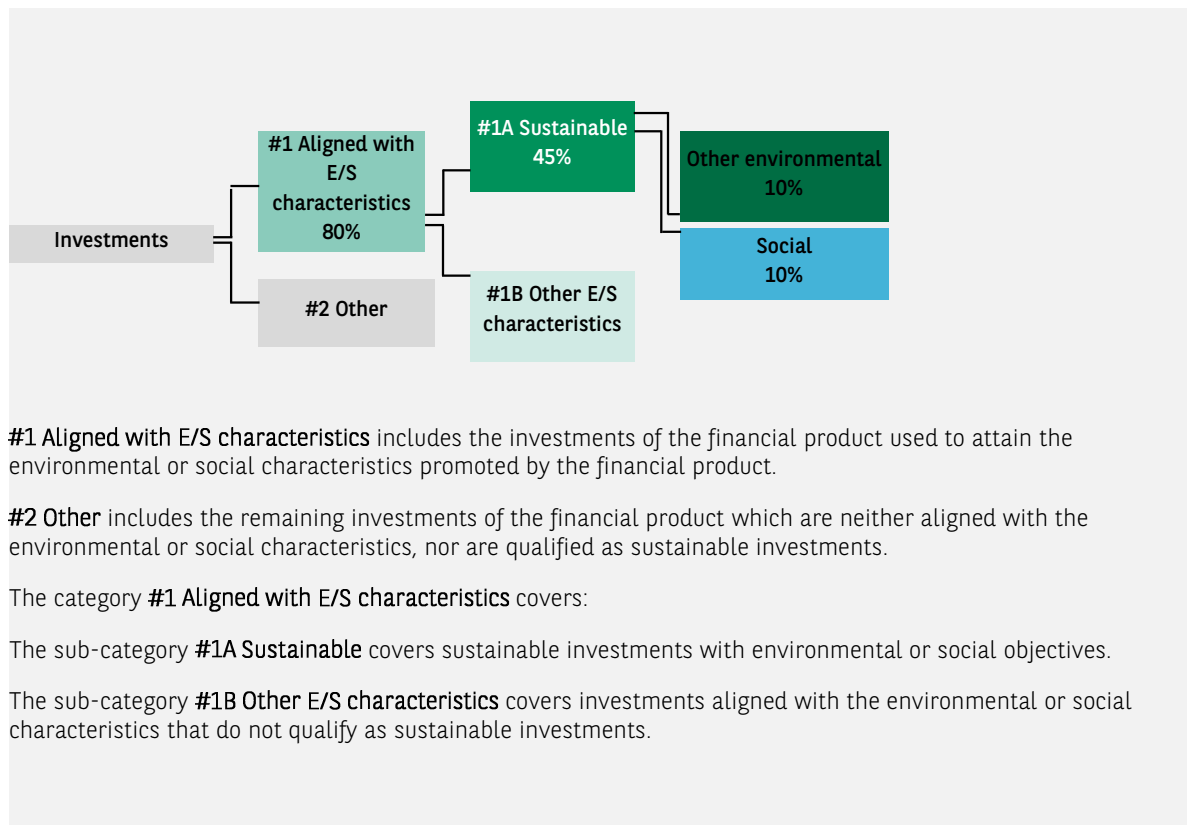 #1A Sustainable
45%
#1 Aligned with
E/S
characteristics
80%
Other environmental
10%
Investments
Social
10%
#2 Other
#1B Other E/S
characteristics
#1 Aligned with E/S characteristics includes the investments of the financial product used to attain the
environmental or social characteristics promoted by the financial product.
#2 Other includes the remaining investments of the financial product which are neither aligned with the
environmental or social characteristics, nor are qualified as sustainable investments.
The category #1 Aligned with E/S characteristics covers:
The sub-category #1A Sustainable covers sustainable investments with environmental or social objectives.
The sub-category #1B Other E/S characteristics covers investments aligned with the environmental or social
characteristics that do not qualify as sustainable investments.